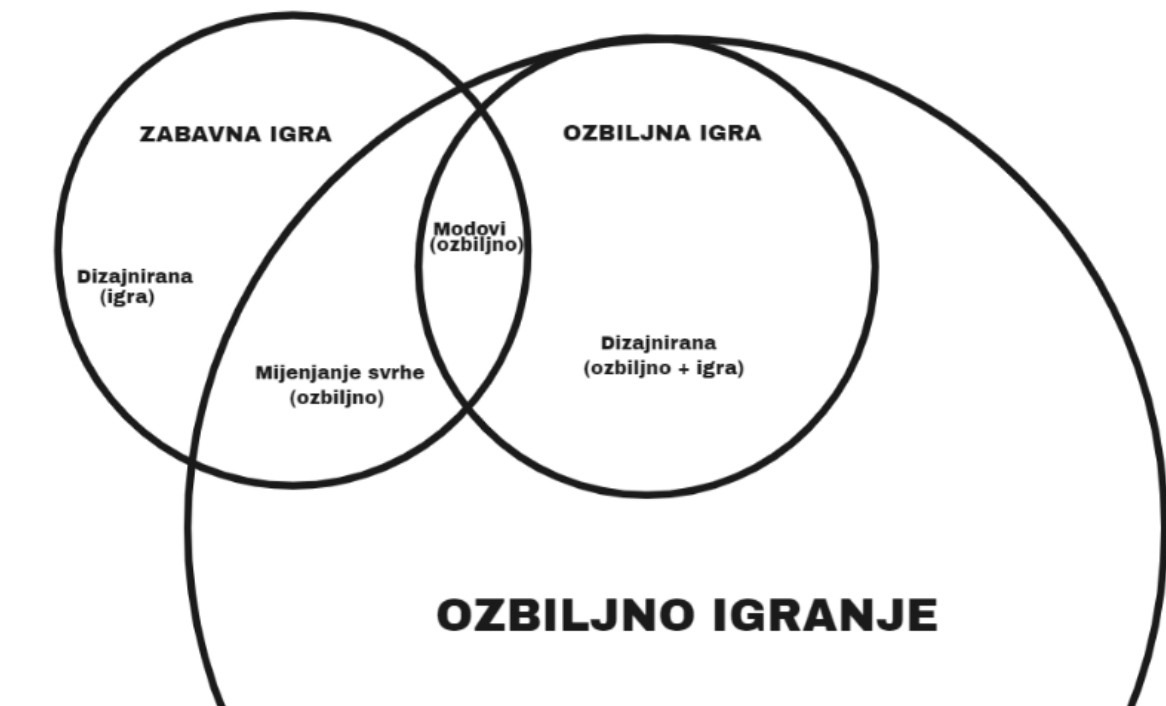 ZABAVNA IGRA
OZBILJNA IGRA
Modovi
(ozbiljno)
Dizajnirana
(igra)
Dizajnirana
(ozbiljno + igra)
Mijenjanje svrhe
(ozbiljno)
OZBILJNO IGRANJE